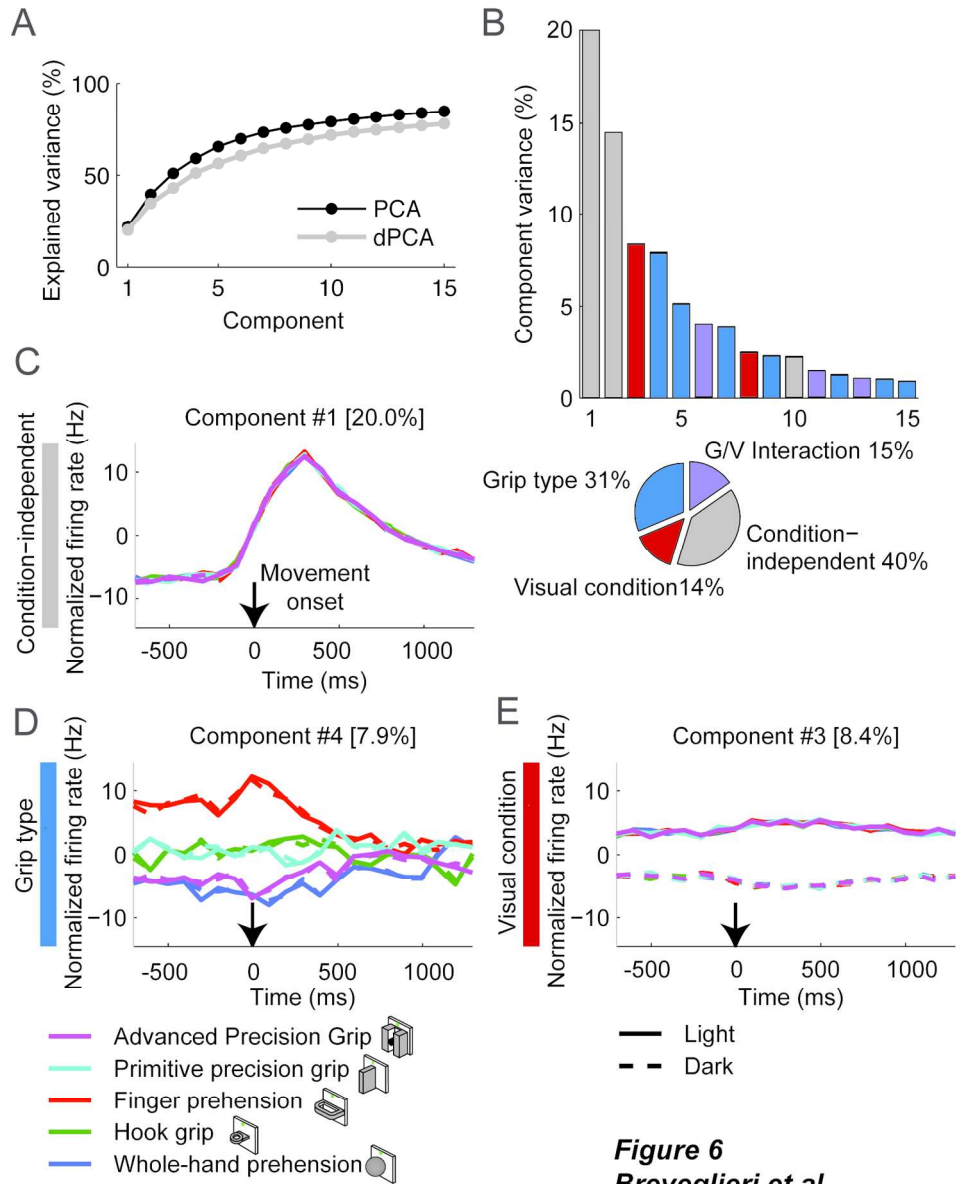 A
Explained variance (%)
100
50
0
PCA
dPCA
1
5
10
15
Component
B
Component variance (%)
20
15
10
5
0
1
5
10
15
G/V Interaction 15%
Grip type 31%
Condition-
independent 40%
Visual condition14%
C
Condition-independent
Normalized firing rate (Hz)
Component #1 [20.0%]
10
0
-10
Movement
onset
-500
0
500
1000
Time (ms)
D
Grip type
Normalized firing rate (Hz)
Component #4 [7.9%]
10
0
-10
-500
0
500
1000
Time (ms)
E
Visual condition
Normalized firing rate (Hz)
Component #3 [8.4%]
10
0
-10
-500
0
500
1000
Time (ms)
Advanced Precision Grip
Primitive precision grip
Finger prehension
Hook grip
Whole-hand prehension
Light
Dark
Figure 6
Breveglieri et al